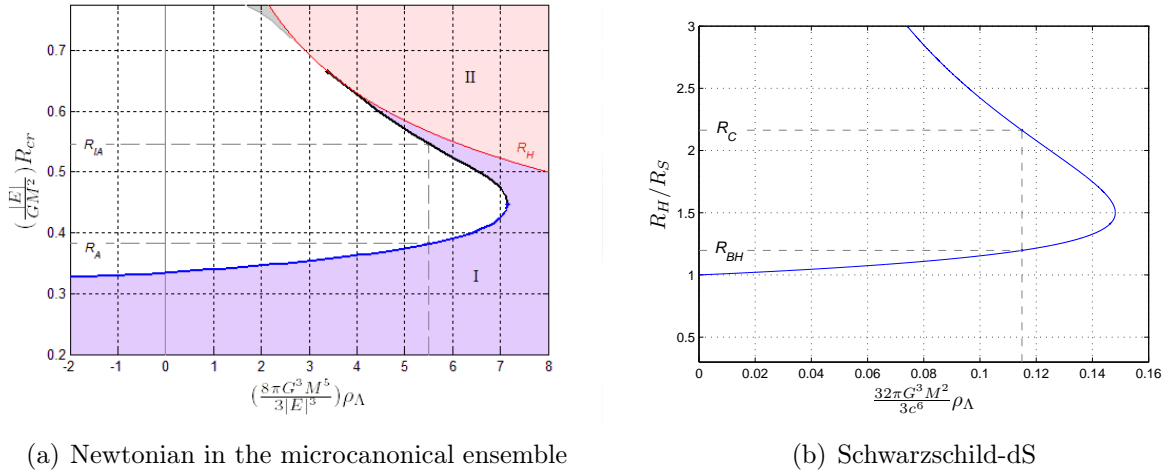 0.7
0.6
0.5
0.4
0.3
0.2
-2 -1 0 1 2 3 4 5 6 7 8
(|E|/GM²)R_cr
(8πG³M⁵/3|E|³)ρ_Λ
R_IA
R_A
R_H
II
I
(a) Newtonian in the microcanonical ensemble
3
2.5
2
1.5
1
0.5
0 0.02 0.04 0.06 0.08 0.1 0.12 0.14 0.16
R_H/R_S
32πG³M²/3c⁶ ρ_Λ
R_C
R_BH
(b) Schwarzschild-dS